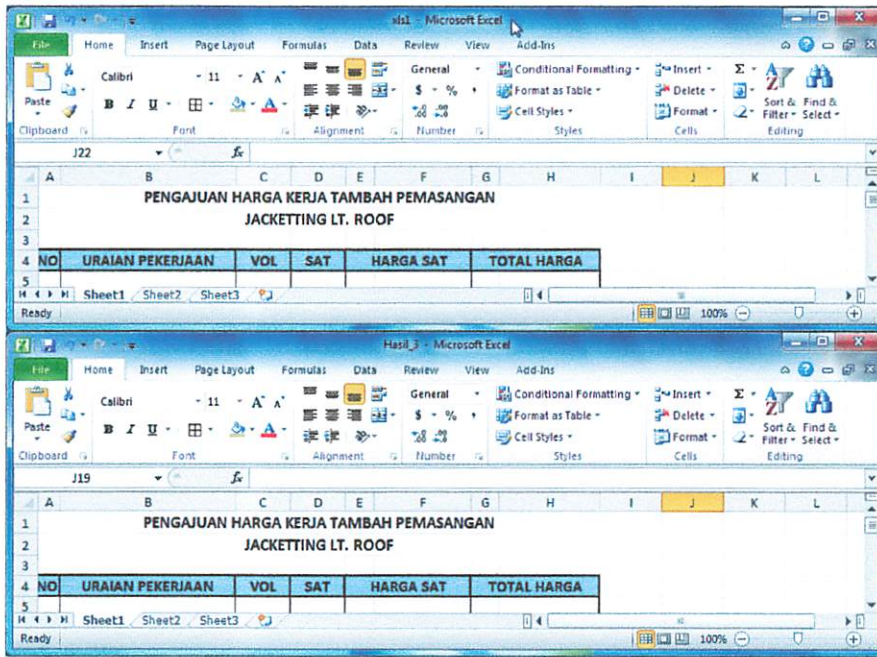 xls1 - Microsoft Excel
File Home Insert Page Layout Formulas Data Review View Add-Ins
Calibri 11 A A General Conditional Formatting Insert Σ
Paste B I U A $ % , Format as Table Delete Sort & Find &
Cell Styles Format Filter Select
Clipboard Font Alignment Number Styles Cells Editing
J22 fx
A B C D E F G H I J K L
1 PENGAJUAN HARGA KERJA TAMBAH PEMASANGAN
2 JACKETTING LT. ROOF
3
4 NO URAIAN PEKERJAAN VOL SAT HARGA SAT TOTAL HARGA
5
Sheet1 Sheet2 Sheet3
Ready 100%
Hasil_3 - Microsoft Excel
File Home Insert Page Layout Formulas Data Review View Add-Ins
Calibri 11 A A General Conditional Formatting Insert Σ
Paste B I U A $ % , Format as Table Delete Sort & Find &
Cell Styles Format Filter Select
Clipboard Font Alignment Number Styles Cells Editing
J19 fx
A B C D E F G H I J K L
1 PENGAJUAN HARGA KERJA TAMBAH PEMASANGAN
2 JACKETTING LT. ROOF
3
4 NO URAIAN PEKERJAAN VOL SAT HARGA SAT TOTAL HARGA
5
Sheet1 Sheet2 Sheet3
Ready 100%